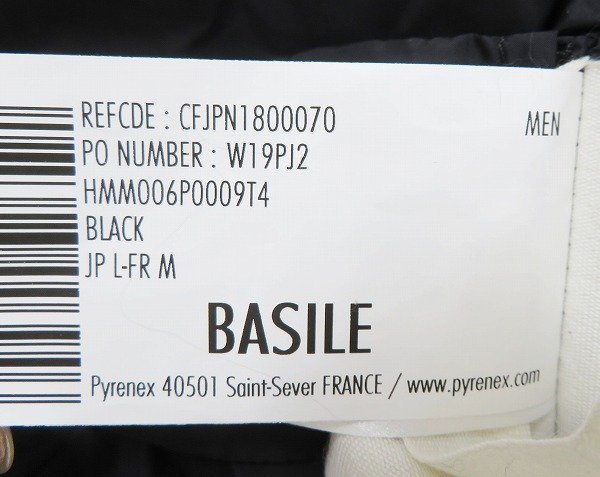 REFCDE : CFJPN1800070 MEN
PO NUMBER : W19PJ2
HMM006P0009T4
BLACK
JP L-FR M
BASILE
Pyrenex 40501 Saint-Sever FRANCE / www.pyrenex.com